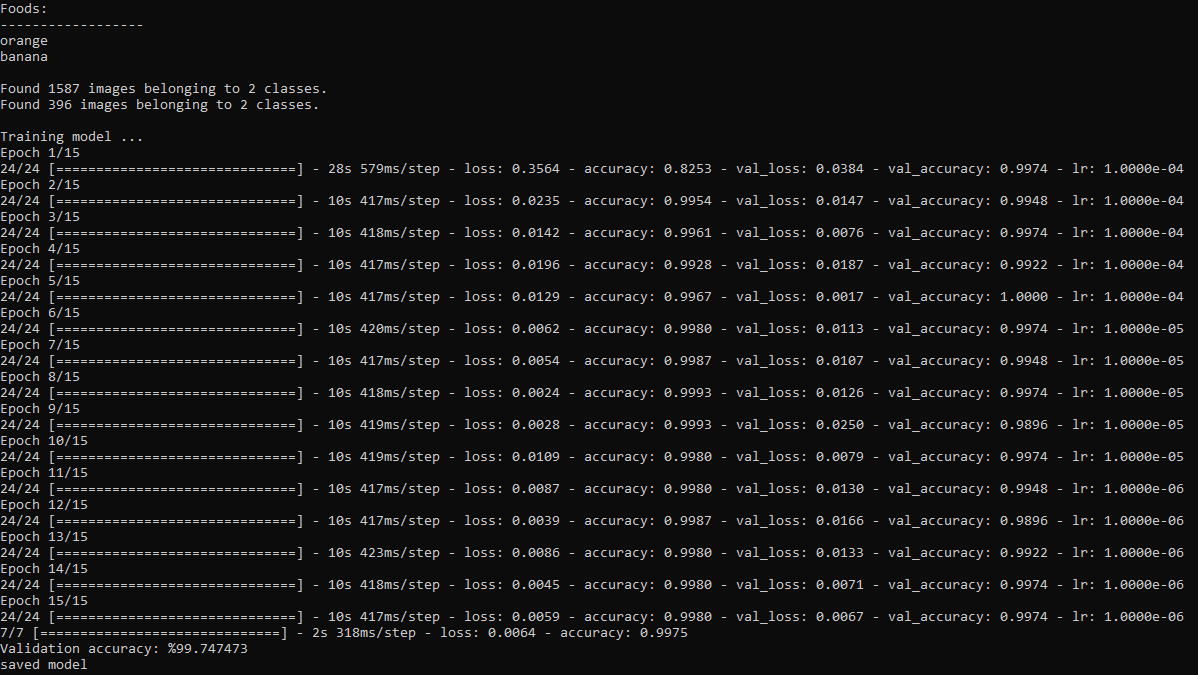 Foods:
------------------
orange
banana
Found 1587 images belonging to 2 classes.
Found 396 images belonging to 2 classes.
Training model ...
Epoch 1/15
24/24 [==============================] - 28s 579ms/step - loss: 0.3564 - accuracy: 0.8253 - val_loss: 0.0384 - val_accuracy: 0.9974 - lr: 1.0000e-04
Epoch 2/15
24/24 [==============================] - 10s 417ms/step - loss: 0.0235 - accuracy: 0.9954 - val_loss: 0.0147 - val_accuracy: 0.9948 - lr: 1.0000e-04
Epoch 3/15
24/24 [==============================] - 10s 418ms/step - loss: 0.0142 - accuracy: 0.9961 - val_loss: 0.0076 - val_accuracy: 0.9974 - lr: 1.0000e-04
Epoch 4/15
24/24 [==============================] - 10s 417ms/step - loss: 0.0196 - accuracy: 0.9928 - val_loss: 0.0187 - val_accuracy: 0.9922 - lr: 1.0000e-04
Epoch 5/15
24/24 [==============================] - 10s 417ms/step - loss: 0.0129 - accuracy: 0.9967 - val_loss: 0.0017 - val_accuracy: 1.0000 - lr: 1.0000e-04
Epoch 6/15
24/24 [==============================] - 10s 420ms/step - loss: 0.0062 - accuracy: 0.9980 - val_loss: 0.0113 - val_accuracy: 0.9974 - lr: 1.0000e-05
Epoch 7/15
24/24 [==============================] - 10s 417ms/step - loss: 0.0054 - accuracy: 0.9987 - val_loss: 0.0107 - val_accuracy: 0.9948 - lr: 1.0000e-05
Epoch 8/15
24/24 [==============================] - 10s 418ms/step - loss: 0.0024 - accuracy: 0.9993 - val_loss: 0.0126 - val_accuracy: 0.9974 - lr: 1.0000e-05
Epoch 9/15
24/24 [==============================] - 10s 419ms/step - loss: 0.0028 - accuracy: 0.9993 - val_loss: 0.0250 - val_accuracy: 0.9896 - lr: 1.0000e-05
Epoch 10/15
24/24 [==============================] - 10s 419ms/step - loss: 0.0109 - accuracy: 0.9980 - val_loss: 0.0079 - val_accuracy: 0.9974 - lr: 1.0000e-05
Epoch 11/15
24/24 [==============================] - 10s 417ms/step - loss: 0.0087 - accuracy: 0.9980 - val_loss: 0.0130 - val_accuracy: 0.9948 - lr: 1.0000e-06
Epoch 12/15
24/24 [==============================] - 10s 417ms/step - loss: 0.0039 - accuracy: 0.9987 - val_loss: 0.0166 - val_accuracy: 0.9896 - lr: 1.0000e-06
Epoch 13/15
24/24 [==============================] - 10s 423ms/step - loss: 0.0086 - accuracy: 0.9980 - val_loss: 0.0133 - val_accuracy: 0.9922 - lr: 1.0000e-06
Epoch 14/15
24/24 [==============================] - 10s 418ms/step - loss: 0.0045 - accuracy: 0.9980 - val_loss: 0.0071 - val_accuracy: 0.9974 - lr: 1.0000e-06
Epoch 15/15
24/24 [==============================] - 10s 417ms/step - loss: 0.0059 - accuracy: 0.9980 - val_loss: 0.0067 - val_accuracy: 0.9974 - lr: 1.0000e-06
7/7 [==============================] - 2s 318ms/step - loss: 0.0064 - accuracy: 0.9975
Validation accuracy: %99.747473
saved model